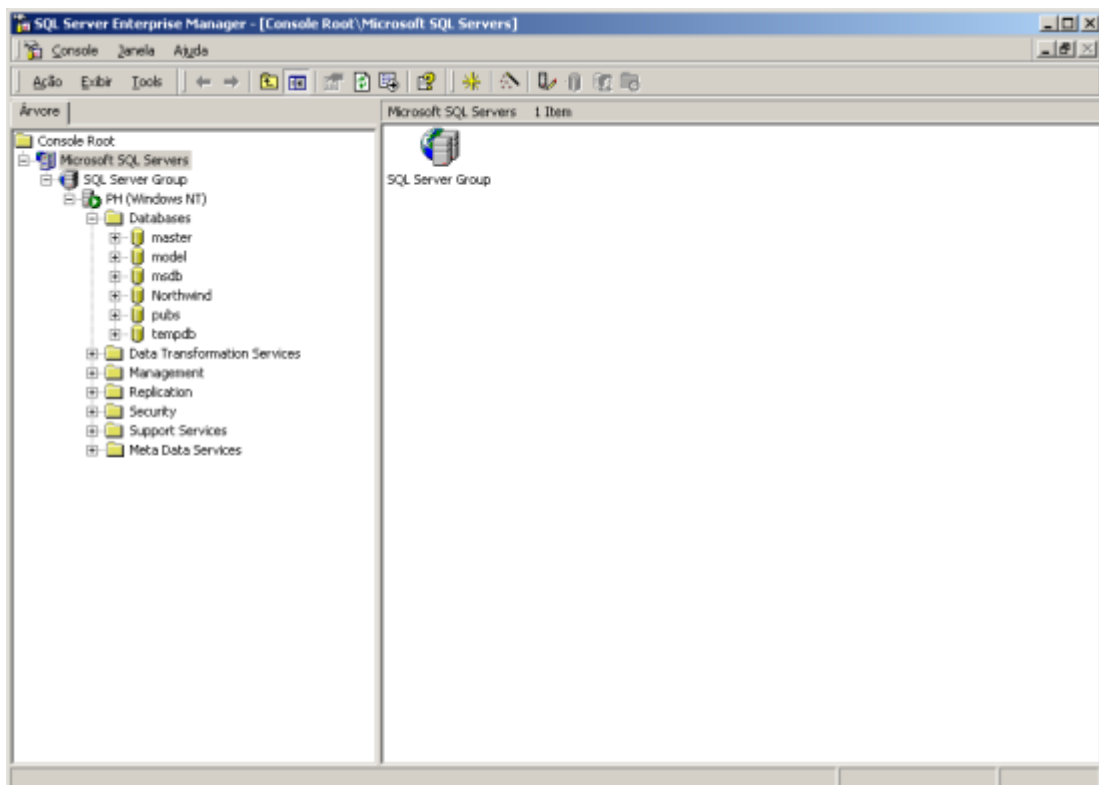 SQL Server Enterprise Manager - [Console Root\Microsoft SQL Servers]
Console Janela Ajuda
Ação Exibir Tools
Árvore
Microsoft SQL Servers 1 Item
Console Root
Microsoft SQL Servers
SQL Server Group
PH (Windows NT)
Databases
master
model
msdb
Northwind
pubs
tempdb
Data Transformation Services
Management
Replication
Security
Support Services
Meta Data Services
SQL Server Group